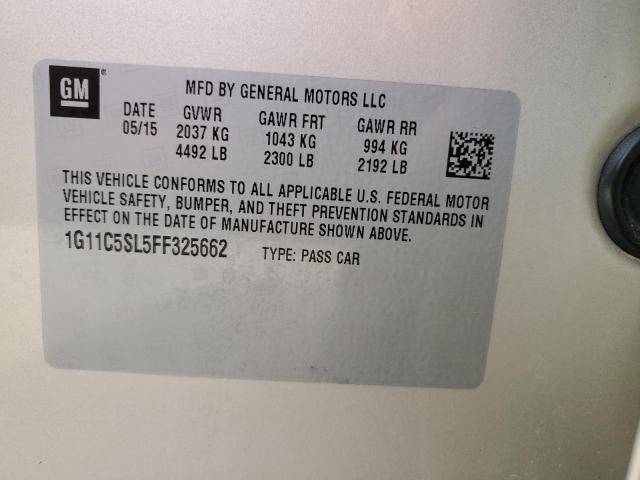 GM
MFD BY GENERAL MOTORS LLC
DATE GVWR GAWR FRT GAWR RR
05/15 2037 KG 1043 KG 994 KG
4492 LB 2300 LB 2192 LB
THIS VEHICLE CONFORMS TO ALL APPLICABLE U.S. FEDERAL MOTOR
VEHICLE SAFETY, BUMPER, AND THEFT PREVENTION STANDARDS IN
EFFECT ON THE DATE OF MANUFACTURE SHOWN ABOVE.
1G11C5SL5FF325662 TYPE: PASS CAR